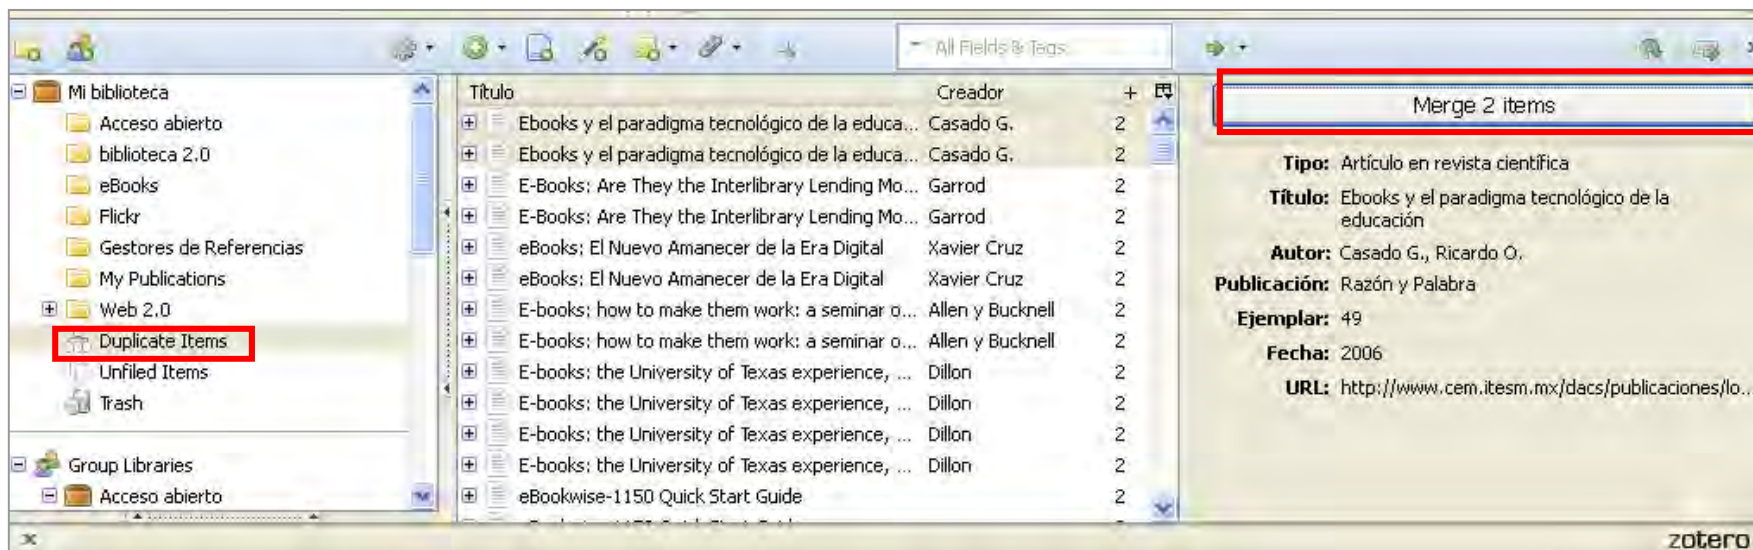 All Fields & Tags
Mi biblioteca
Acceso abierto
biblioteca 2.0
eBooks
Flickr
Gestores de Referencias
My Publications
Web 2.0
Duplicate Items
Unfiled Items
Trash
Group Libraries
Acceso abierto
Título Creador +
Ebooks y el paradigma tecnológico de la educa... Casado G. 2
Ebooks y el paradigma tecnológico de la educa... Casado G. 2
E-Books: Are They the Interlibrary Lending Mo... Garrod 2
E-Books: Are They the Interlibrary Lending Mo... Garrod 2
eBooks: El Nuevo Amanecer de la Era Digital Xavier Cruz 2
eBooks: El Nuevo Amanecer de la Era Digital Xavier Cruz 2
E-books: how to make them work: a seminar o... Allen y Bucknell 2
E-books: how to make them work: a seminar o... Allen y Bucknell 2
E-books: the University of Texas experience, ... Dillon 2
E-books: the University of Texas experience, ... Dillon 2
E-books: the University of Texas experience, ... Dillon 2
E-books: the University of Texas experience, ... Dillon 2
eBookwise-1150 Quick Start Guide 2
Merge 2 items
Tipo: Artículo en revista científica
Título: Ebooks y el paradigma tecnológico de la
educación
Autor: Casado G., Ricardo O.
Publicación: Razón y Palabra
Ejemplar: 49
Fecha: 2006
URL: http://www.cem.itesm.mx/dacs/publicaciones/lo...
zotero